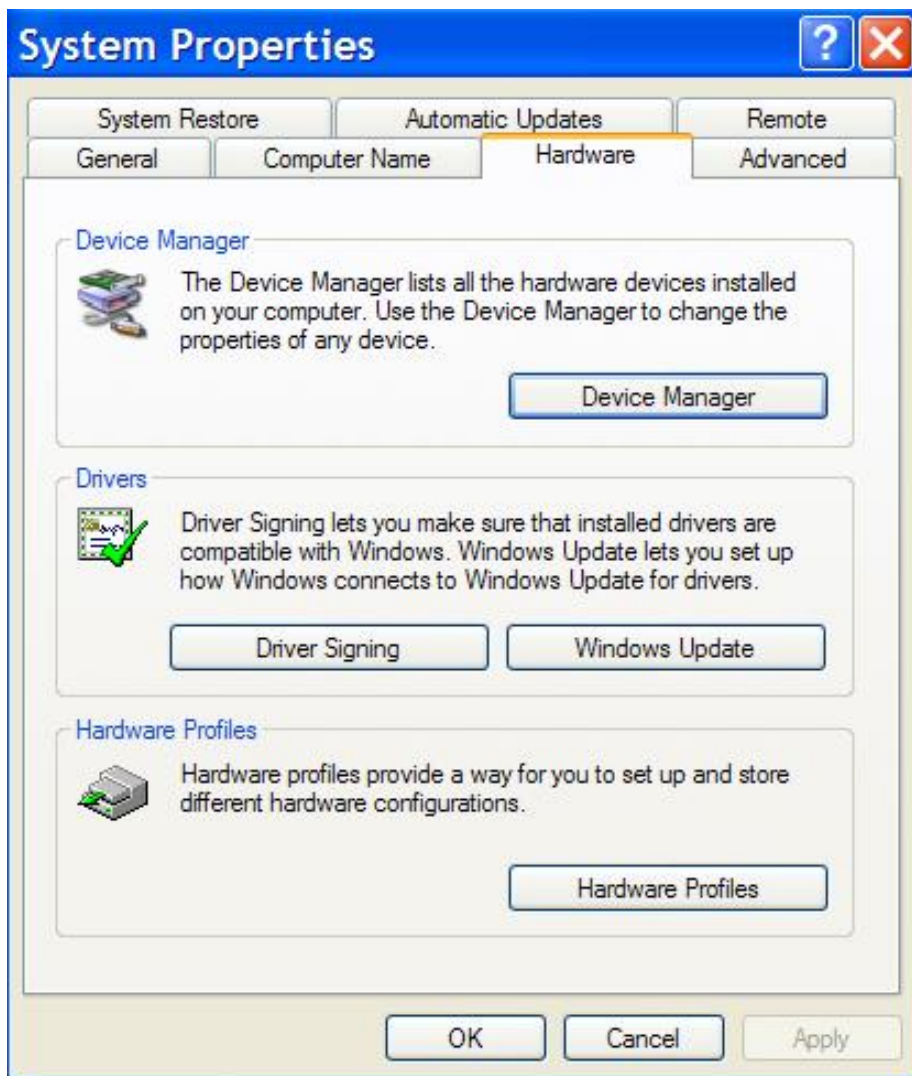 System Properties
System Restore Automatic Updates Remote
General Computer Name Hardware Advanced
Device Manager
The Device Manager lists all the hardware devices installed
on your computer. Use the Device Manager to change the
properties of any device.
Device Manager
Drivers
Driver Signing lets you make sure that installed drivers are
compatible with Windows. Windows Update lets you set up
how Windows connects to Windows Update for drivers.
Driver Signing Windows Update
Hardware Profiles
Hardware profiles provide a way for you to set up and store
different hardware configurations.
Hardware Profiles
OK Cancel Apply